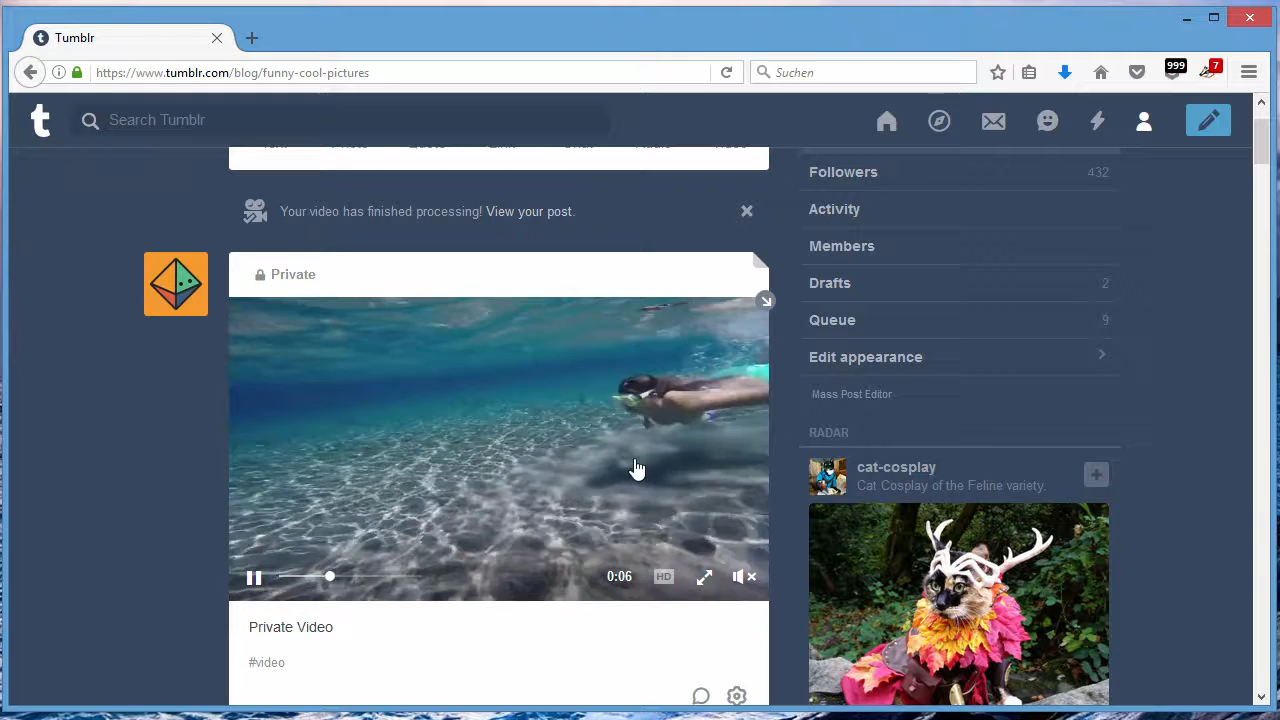 Tumblr
https://www.tumblr.com/blog/funny-cool-pictures
Suchen
999
7
t
Search Tumblr
Followers 432
Your video has finished processing! View your post.
Activity
Members
Private
Drafts 2
Queue 9
Edit appearance
Mass Post Editor
RADAR
cat-cosplay
Cat Cosplay of the Feline variety.
0:06 HD
Private Video
#video